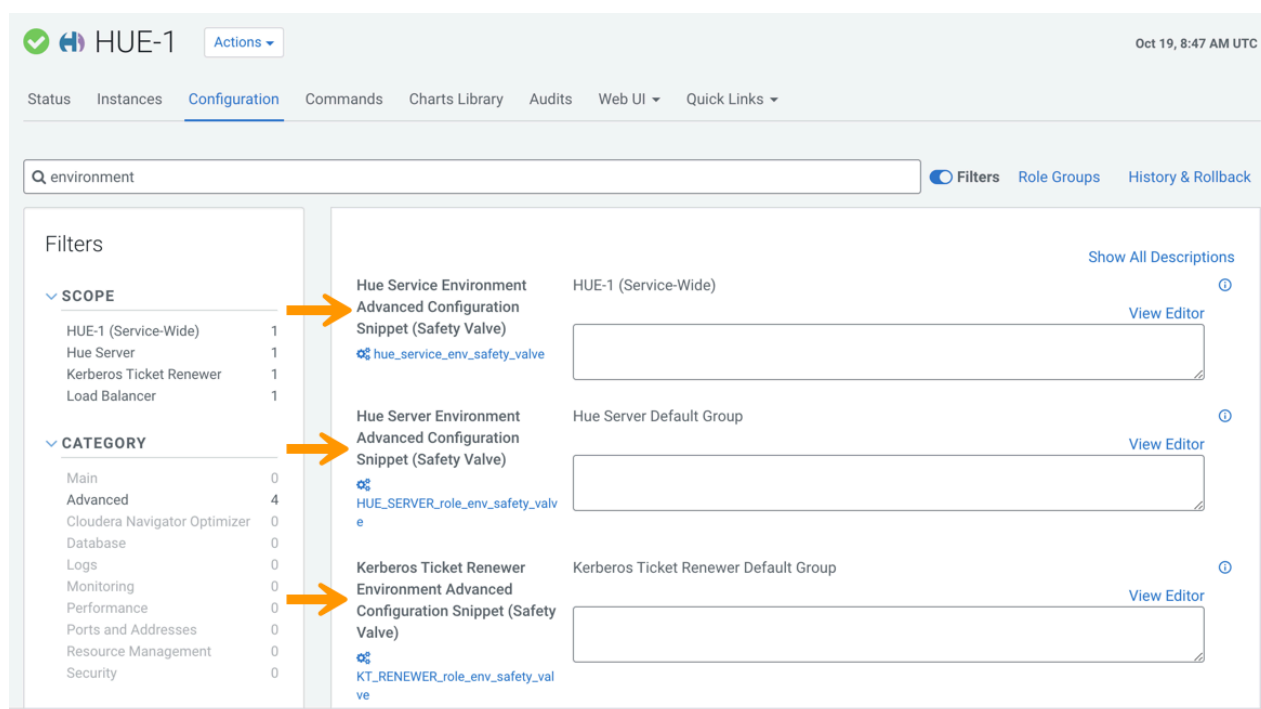 HUE-1 Actions
Oct 19, 8:47 AM UTC
Status Instances Configuration Commands Charts Library Audits Web UI Quick Links
environment
Filters Role Groups History & Rollback
Filters
SCOPE
HUE-1 (Service-Wide) 1
Hue Server 1
Kerberos Ticket Renewer 1
Load Balancer 1
CATEGORY
Main 0
Advanced 4
Cloudera Navigator Optimizer 0
Database 0
Logs 0
Monitoring 0
Performance 0
Ports and Addresses 0
Resource Management 0
Security 0
Show All Descriptions
Hue Service Environment
Advanced Configuration
Snippet (Safety Valve)
hue_service_env_safety_valve
HUE-1 (Service-Wide)
View Editor
Hue Server Environment
Advanced Configuration
Snippet (Safety Valve)
HUE_SERVER_role_env_safety_valv
e
Hue Server Default Group
View Editor
Kerberos Ticket Renewer
Environment Advanced
Configuration Snippet (Safety
Valve)
KT_RENEWER_role_env_safety_val
ve
Kerberos Ticket Renewer Default Group
View Editor